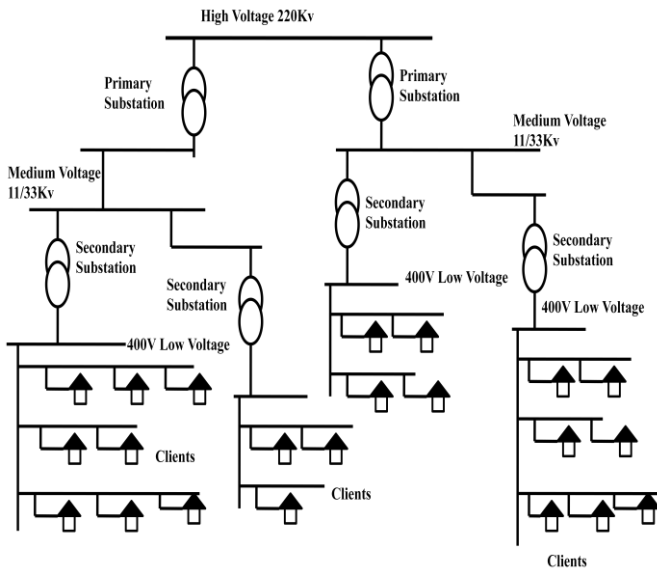 High Voltage 220Kv
Primary
Substation
Primary
Substation
Medium Voltage
11/33Kv
Medium Voltage
11/33Kv
Secondary
Substation
Secondary
Substation
Secondary
Substation
Secondary
Substation
400V Low Voltage
400V Low Voltage
400V Low Voltage
Clients
Clients
Clients